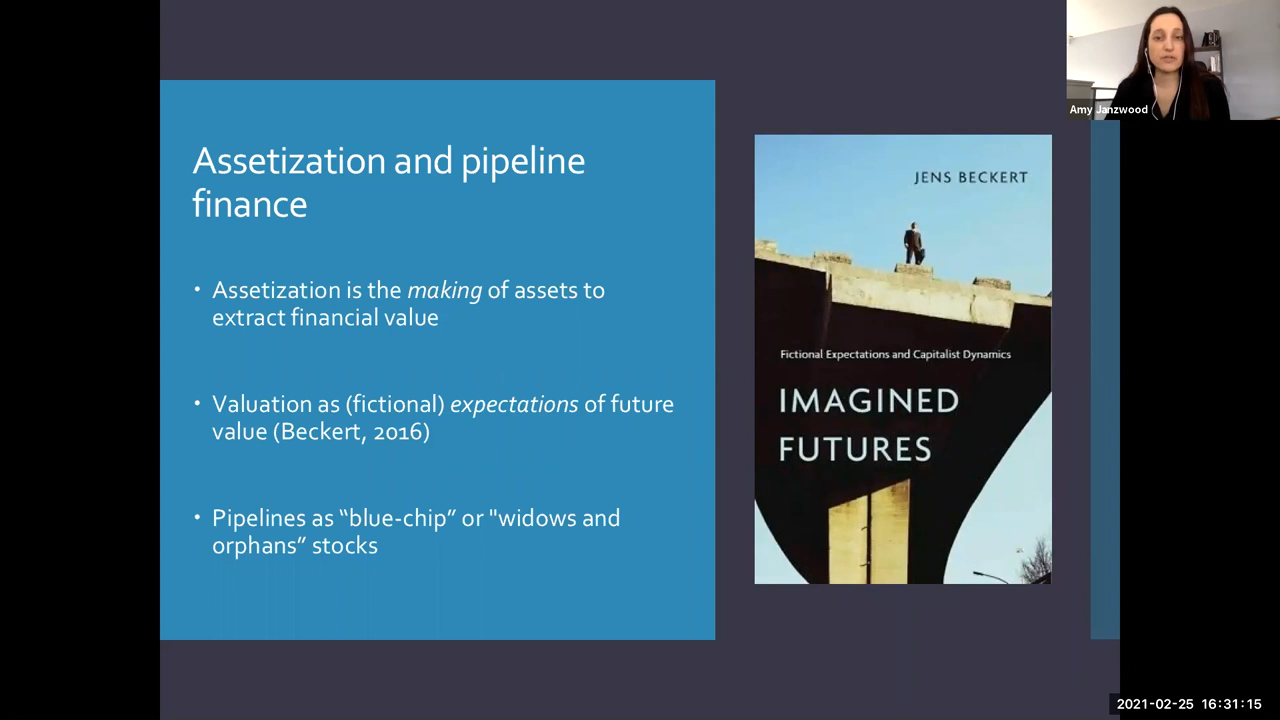 Amy Janzwood
Assetization and pipeline
finance
• Assetization is the making of assets to
extract financial value
• Valuation as (fictional) expectations of future
value (Beckert, 2016)
• Pipelines as “blue-chip” or "widows and
orphans” stocks
JENS BECKERT
Fictional Expectations and Capitalist Dynamics
IMAGINED
FUTURES
2021-02-25 16:31:15